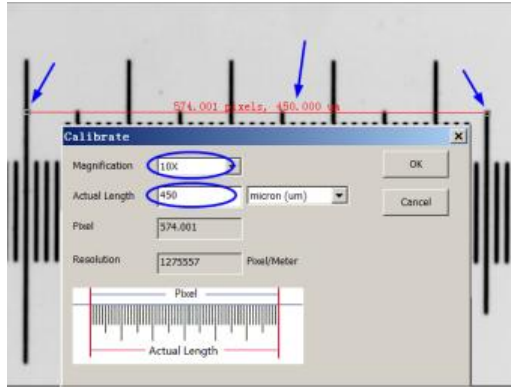 574.001 pixels, 450.000 um
Calibrate
Magnification 10X OK
Actual Length 450 micron (um) Cancel
Pixel 574.001
Resolution 1275557 Pixel/Meter
Pixel
Actual Length